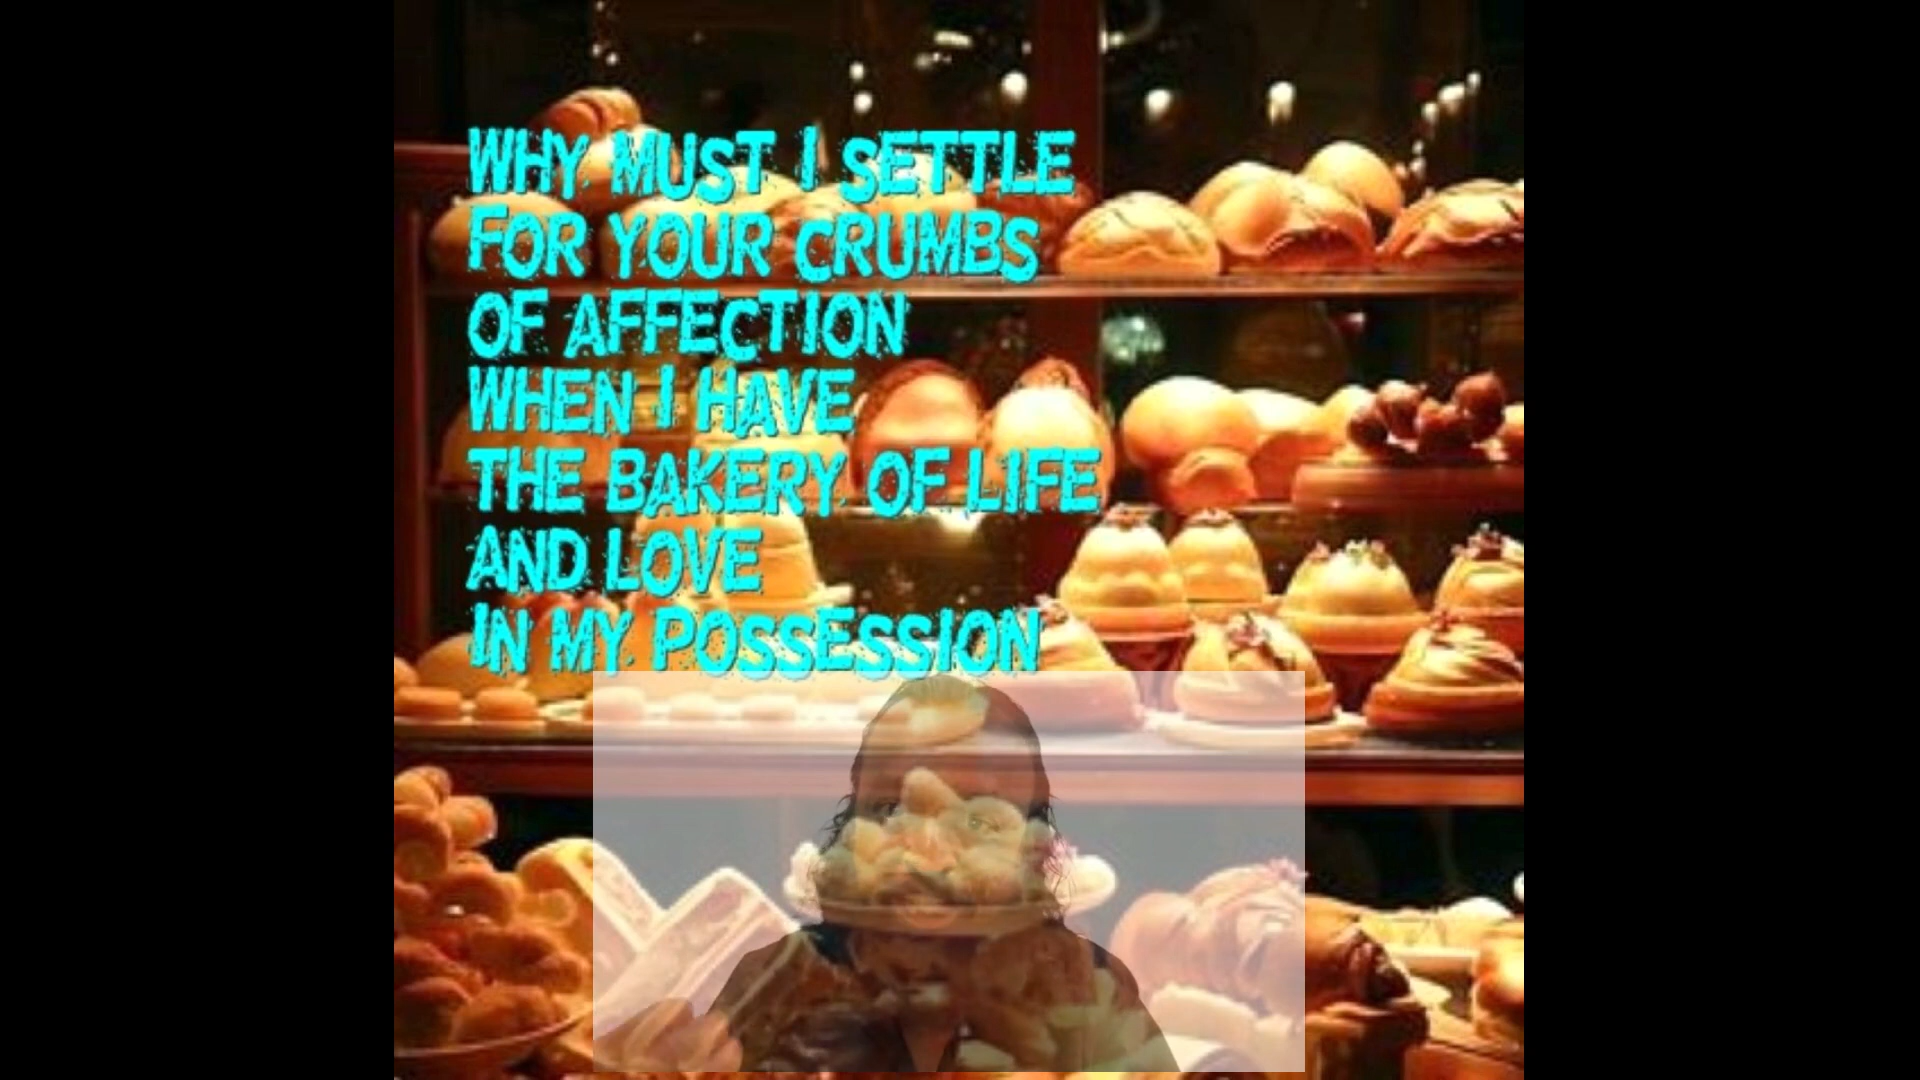 WHY MUST I SETTLE
FOR YOUR CRUMBS
OF AFFECTION
WHEN I HAVE
THE BAKERY OF LIFE
AND LOVE
IN MY POSSESSION